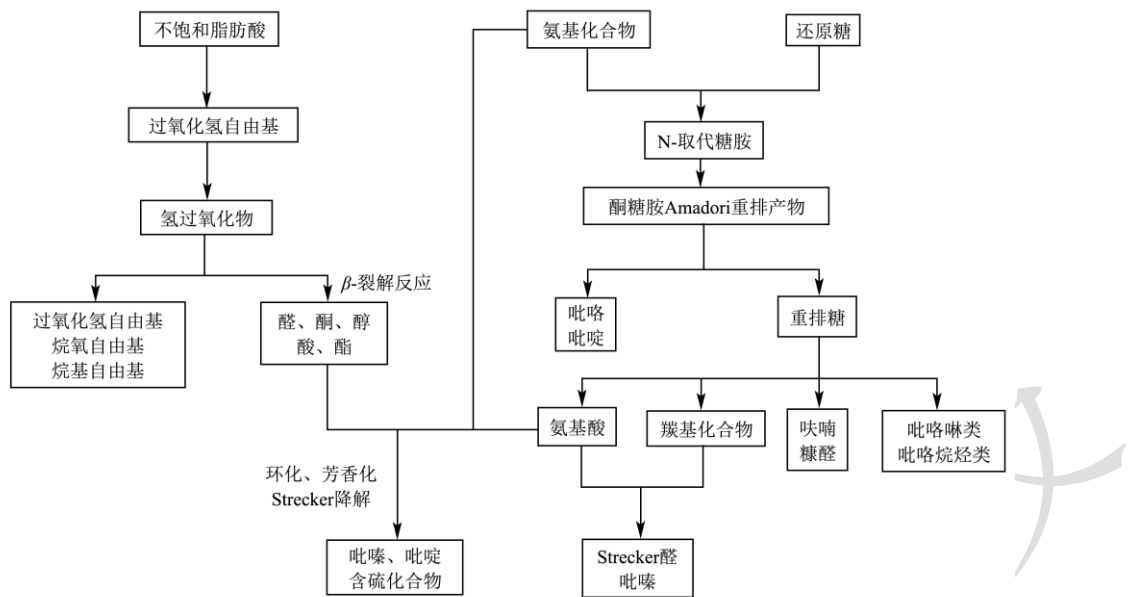 不饱和脂肪酸
氨基化合物
还原糖
过氧化氢自由基
N-取代糖胺
氢过氧化物
酮糖胺Amadori重排产物
β-裂解反应
过氧化氢自由基
烷氧自由基
烷基自由基
醛、酮、醇
酸、酯
吡咯
吡啶
重排糖
氨基酸
羰基化合物
呋喃
糠醛
吡咯啉类
吡咯烷烃类
环化、芳香化
Strecker降解
吡嗪、吡啶
含硫化合物
Strecker醛
吡嗪